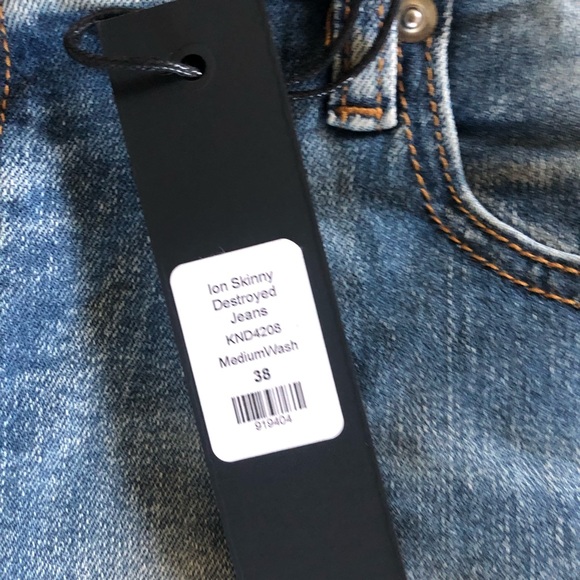 Ion Skinny
Destroyed
Jeans
KND4208
MediumWash
38
919404